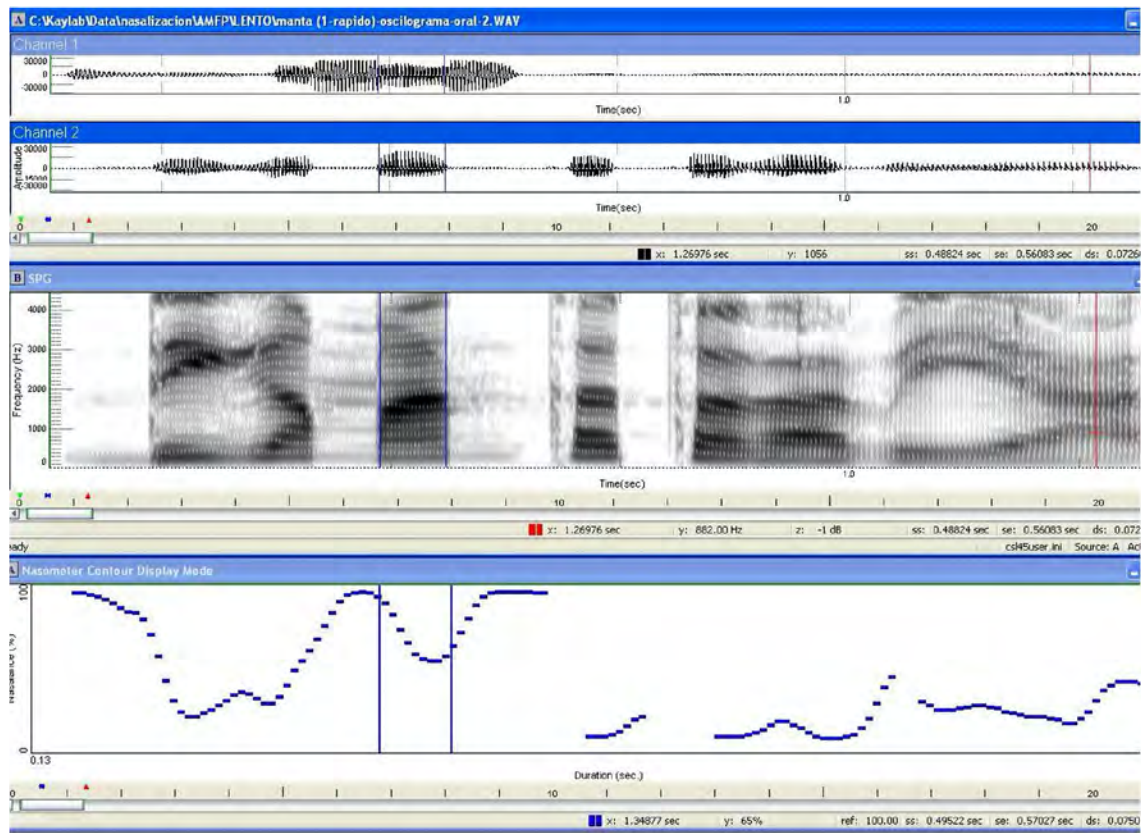 A C:\Kaylab\Data\nasalizacion\AMFP\LENTO\manta (1-rapido)-oscilograma-oral-2.WAV
Channel 1
30000
0
-30000
1.0
Time(sec)
Channel 2
Amplitude
30000
0
-15000
-30000
1.0
Time(sec)
0 10 20
x: 1.26976 sec y: 1056 ss: 0.48824 sec se: 0.56083 sec ds: 0.0726
B SPG
Frequency (Hz)
4000
3000
2000
1000
0
1.0
Time(sec)
0 10 20
x: 1.26976 sec y: 882.00 Hz z: -1 dB ss: 0.48824 sec se: 0.56083 sec ds: 0.072
eady csl45user.ini Source: A Ac
A Nasometer Contour Display Mode
Nasalance (%)
100
0
0.13
Duration (sec.)
0 10 20
x: 1.34877 sec y: 65% ref: 100.00 ss: 0.49522 sec se: 0.57027 sec ds: 0.0750